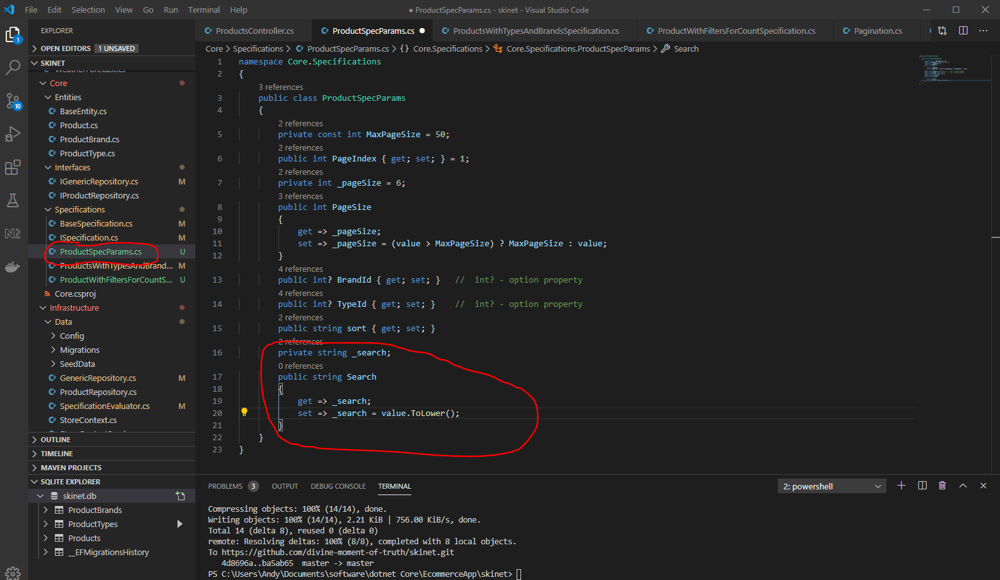 File Edit Selection View Go Run Terminal Help
● ProductSpecParams.cs - skinet - Visual Studio Code
EXPLORER
ProductsController.cs
ProductSpecParams.cs ●
ProductsWithTypesAndBrandsSpecification.cs
ProductWithFiltersForCountSpecification.cs
Pagination.cs
OPEN EDITORS 1 UNSAVED
SKINET
WeatherForecast.cs
Core
Entities
BaseEntity.cs
Product.cs
ProductBrand.cs
ProductType.cs
Interfaces
IGenericRepository.cs M
IProductRepository.cs
Specifications
BaseSpecification.cs M
ISpecification.cs M
ProductSpecParams.cs U
ProductsWithTypesAndBrand... M
ProductWithFiltersForCountS... U
Core.csproj
Infrastructure
Data
Config
Migrations
SeedData
GenericRepository.cs M
ProductRepository.cs
SpecificationEvaluator.cs M
StoreContext.cs
OUTLINE
TIMELINE
MAVEN PROJECTS
SQLITE EXPLORER
skinet.db
ProductBrands
ProductTypes
Products
__EFMigrationsHistory
1
10
Core > Specifications > ProductSpecParams.cs > {} Core.Specifications > Core.Specifications.ProductSpecParams > Search
1 namespace Core.Specifications
2 {
3 references
3 public class ProductSpecParams
4 {
2 references
5 private const int MaxPageSize = 50;
2 references
6 public int PageIndex { get; set; } = 1;
2 references
7 private int _pageSize = 6;
3 references
8 public int PageSize
9 {
10 get => _pageSize;
11 set => _pageSize = (value > MaxPageSize) ? MaxPageSize : value;
12 }
4 references
13 public int? BrandId { get; set; } // int? - option property
4 references
14 public int? TypeId { get; set; } // int? - option property
2 references
15 public string sort { get; set; }
2 references
16 private string _search;
0 references
17 public string Search
18 {
19 get => _search;
20 set => _search = value.ToLower();
21 }
22 }
23 }
PROBLEMS 3 OUTPUT DEBUG CONSOLE TERMINAL
2: powershell
Compressing objects: 100% (14/14), done.
Writing objects: 100% (14/14), 2.21 KiB | 756.00 KiB/s, done.
Total 14 (delta 8), reused 0 (delta 0)
remote: Resolving deltas: 100% (8/8), completed with 8 local objects.
To https://github.com/divine-moment-of-truth/skinet.git
4d8696a..ba5ab65 master -> master
PS C:\Users\Andy\Documents\software\dotnet Core\EcommerceApp\skinet>